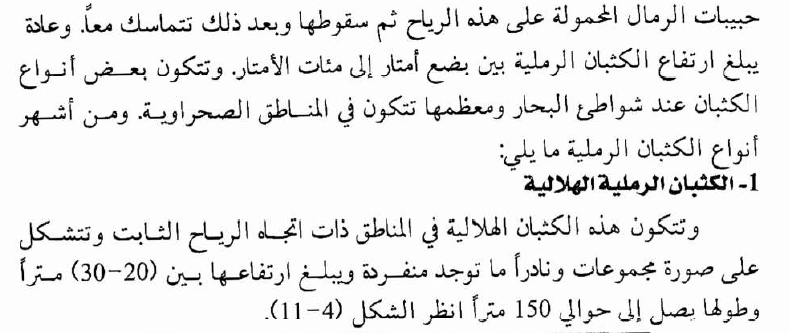 حبيبات الرمال المحمولة على هذه الرياح ثم سقوطها وبعد ذلك تتماسك معاً. وعادة
يبلغ ارتفاع الكثبان الرملية بين بضع أمتار إلى مئات الأمتار. وتتكون بعض أنواع
الكثبان عند شواطئ البحار ومعظمها تتكون في المناطق الصحراوية. ومن أشهر
أنواع الكثبان الرملية ما يلي:
1- الكثبان الرملية الهلالية
وتتكون هذه الكثبان الهلالية في المناطق ذات اتجاه الرياح الثابت وتتشكل
على صورة مجموعات ونادراً ما توجد منفردة ويبلغ ارتفاعها بين (20-30) متراً
وطولها يصل إلى حوالي 150 متراً انظر الشكل (4-11).